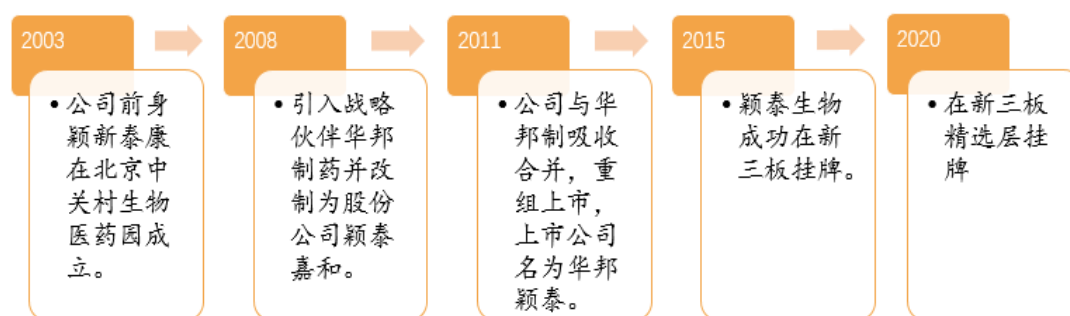 2003
• 公司前身
颖新泰康
在北京中
关村生物
医药园成
立。
2008
• 引入战略
伙伴华邦
制药并改
制为股份
公司颖泰
嘉和。
2011
• 公司与华
邦制吸收
合并，重
组上市，
上市公司
名为华邦
颖泰。
2015
• 颖泰生物
成功在新
三板挂牌。
2020
• 在新三板
精选层挂
牌